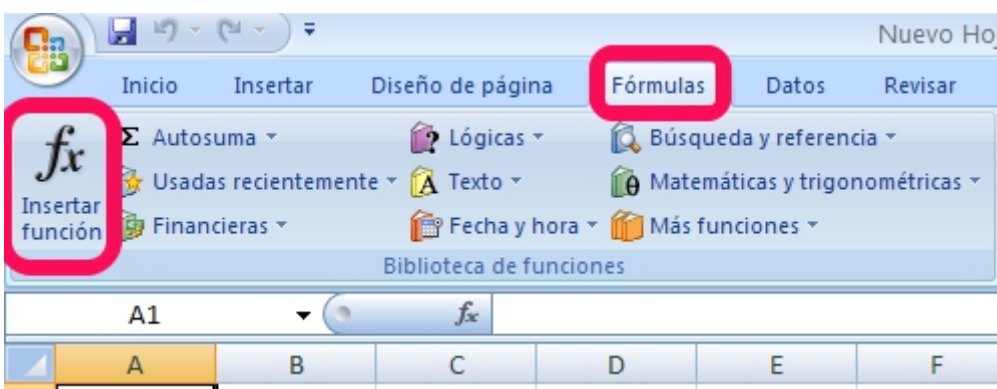 Nuevo Hoj
Inicio Insertar Diseño de página Fórmulas Datos Revisar
fx Insertar función
Σ Autosuma Lógicas Búsqueda y referencia
Usadas recientemente A Texto θ Matemáticas y trigonométricas
Financieras Fecha y hora Más funciones
Biblioteca de funciones
A1 fx
A B C D E F